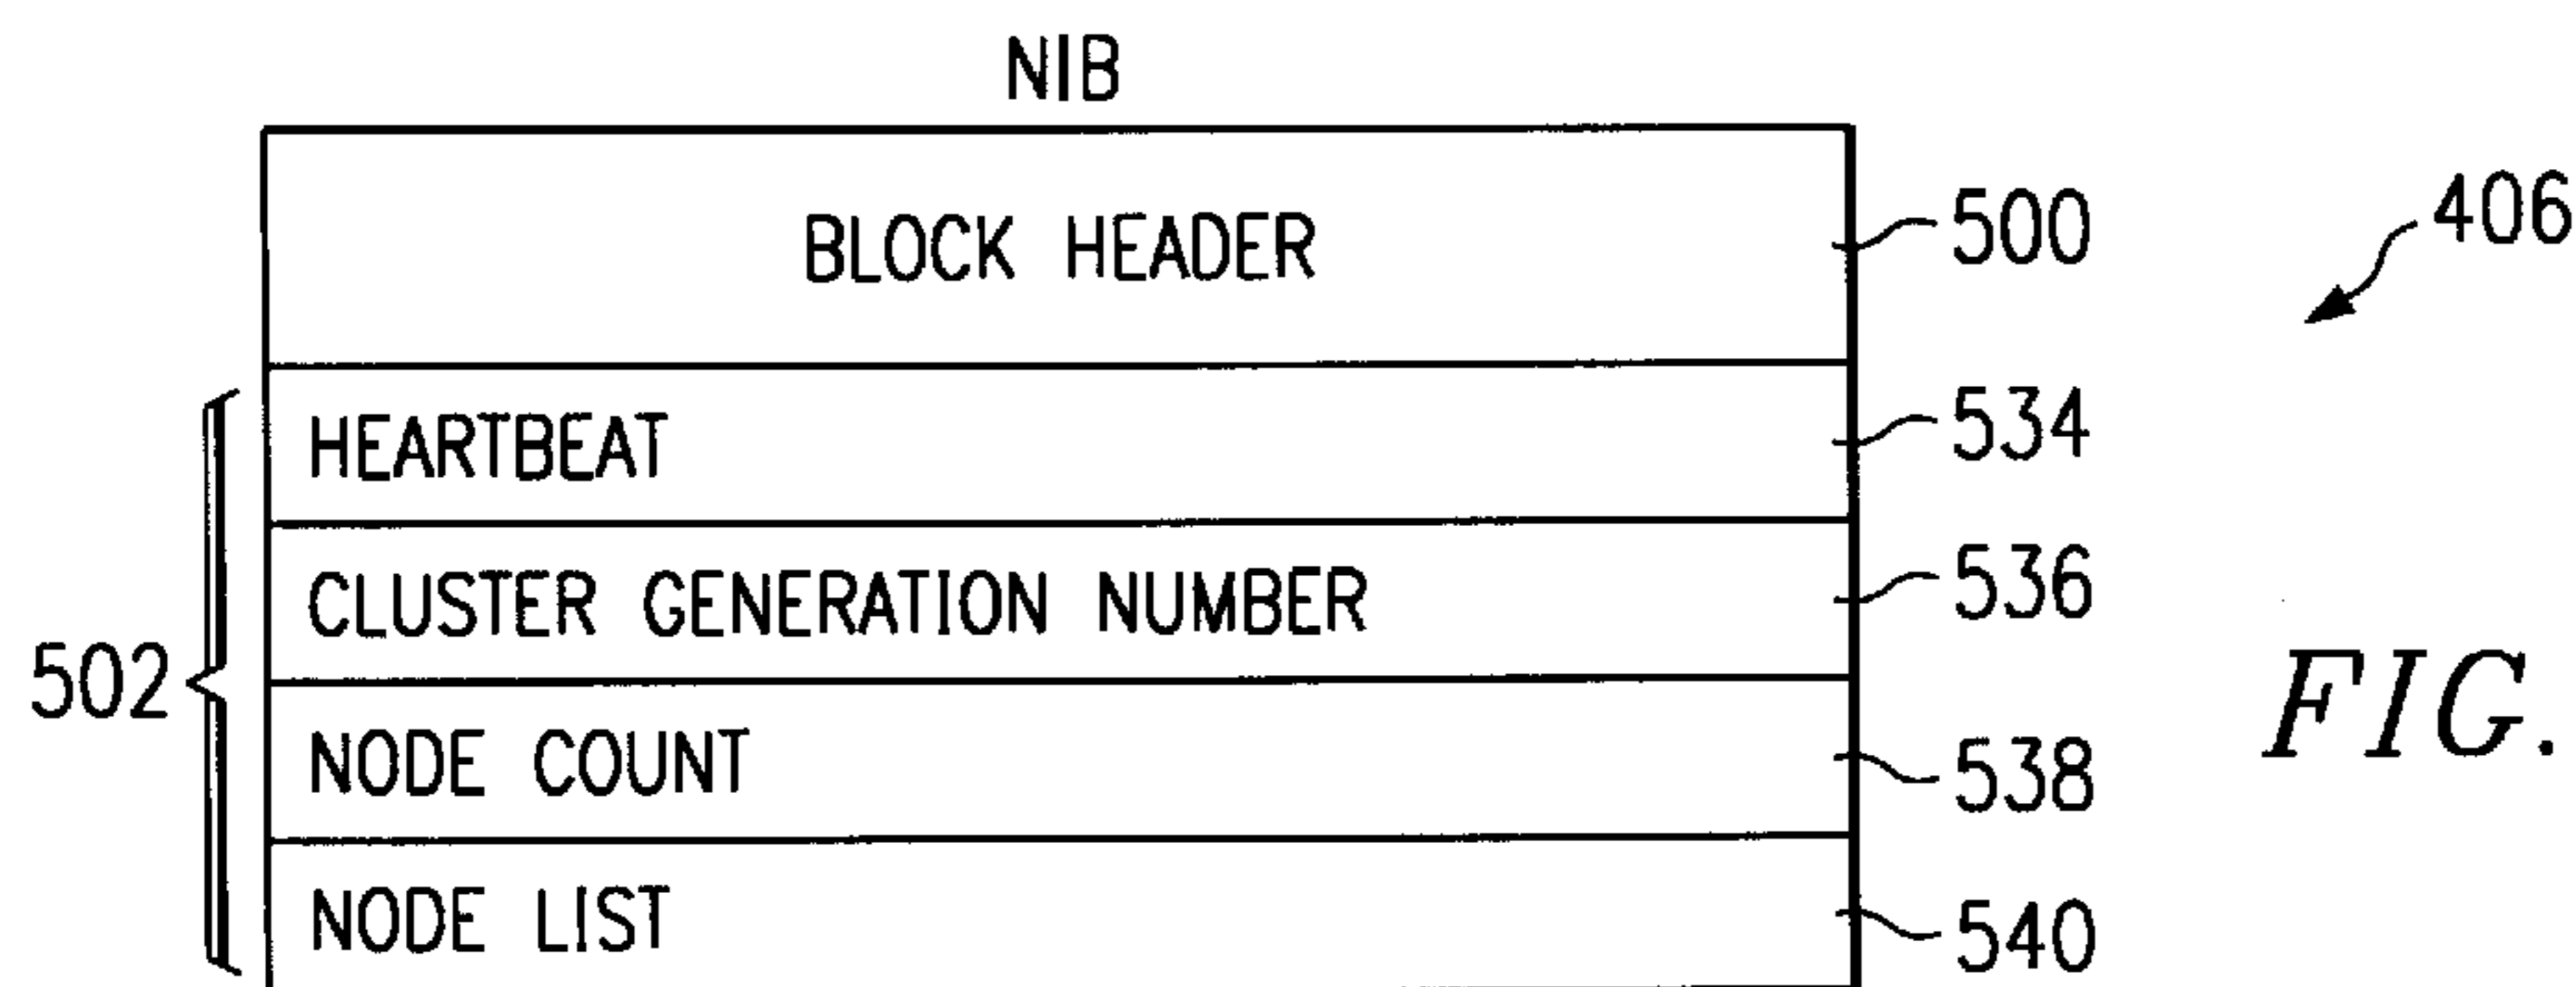 NIB
BLOCK HEADER
500
406
HEARTBEAT
534
CLUSTER GENERATION NUMBER
536
502
NODE COUNT
538
FIG.
NODE LIST
540